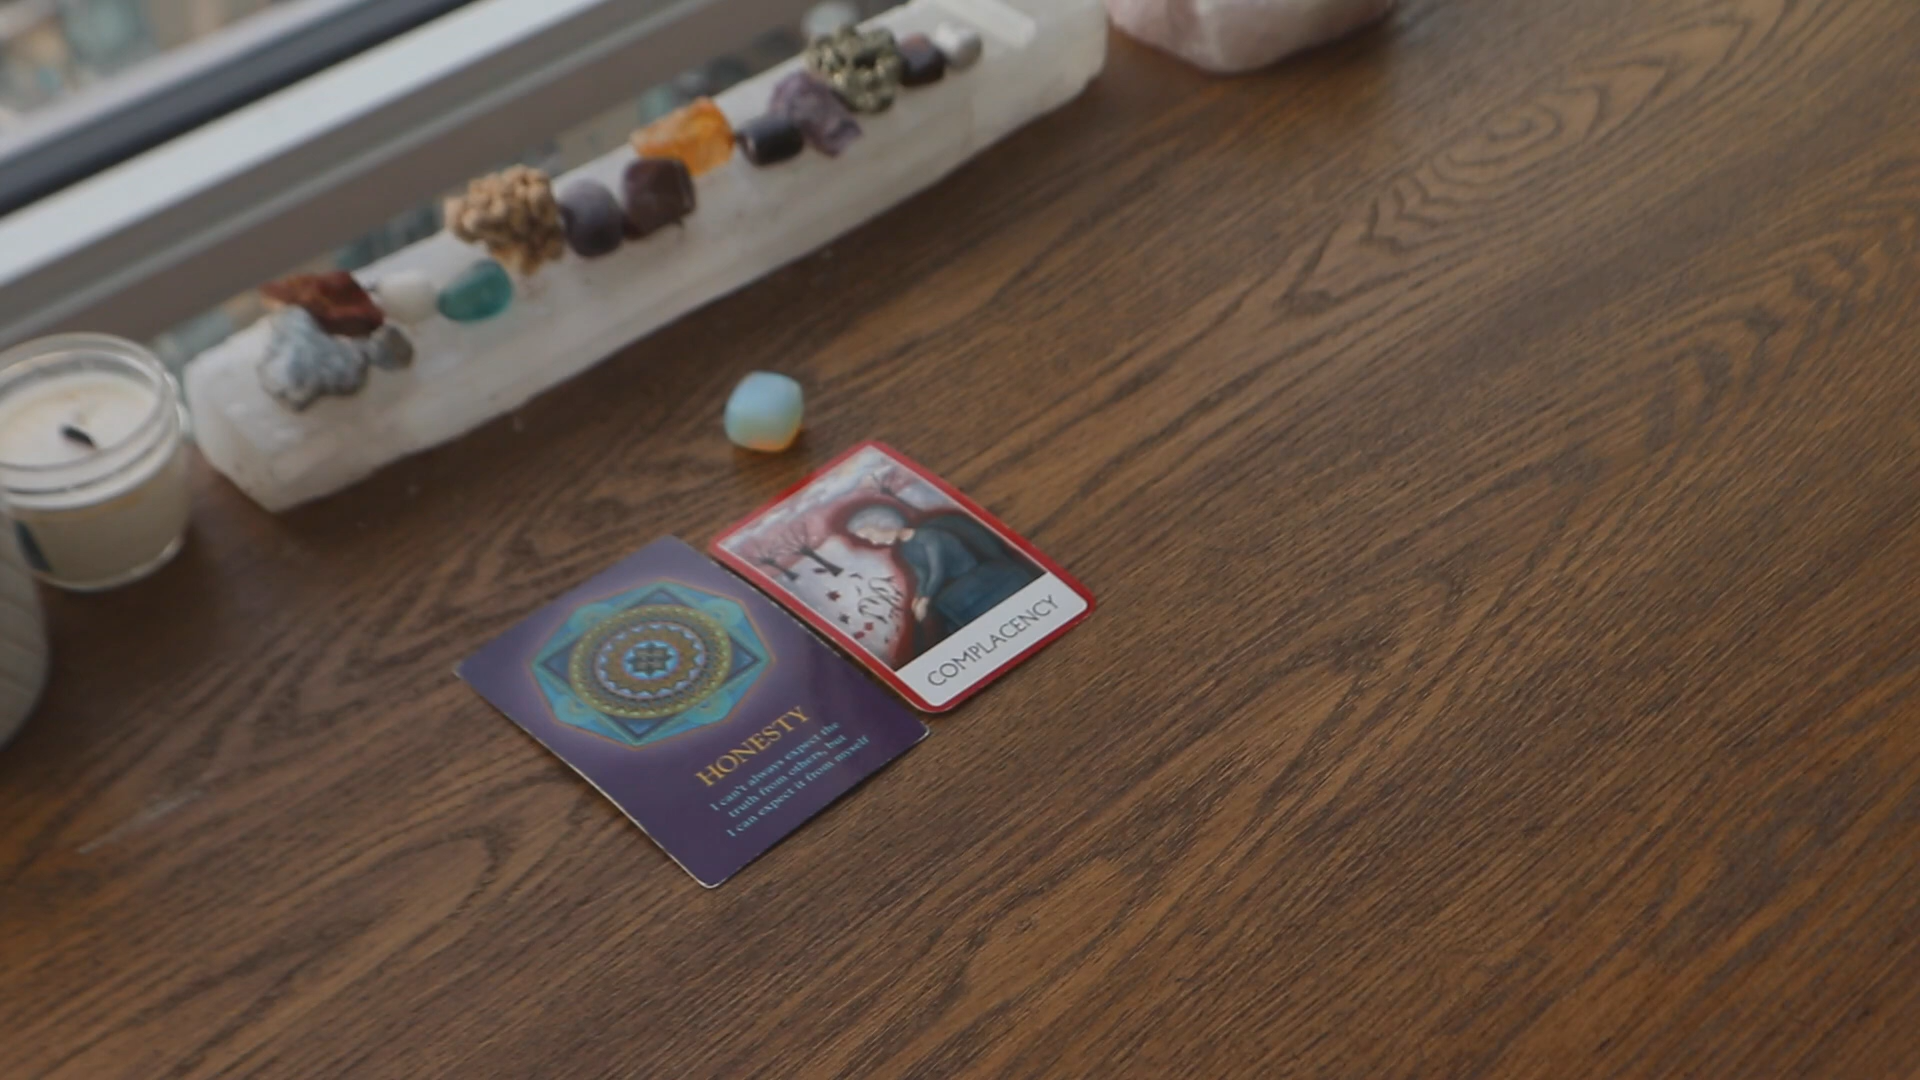 HONESTY
I can't always expect the
truth from others, but
I can expect it from myself
COMPLACENCY